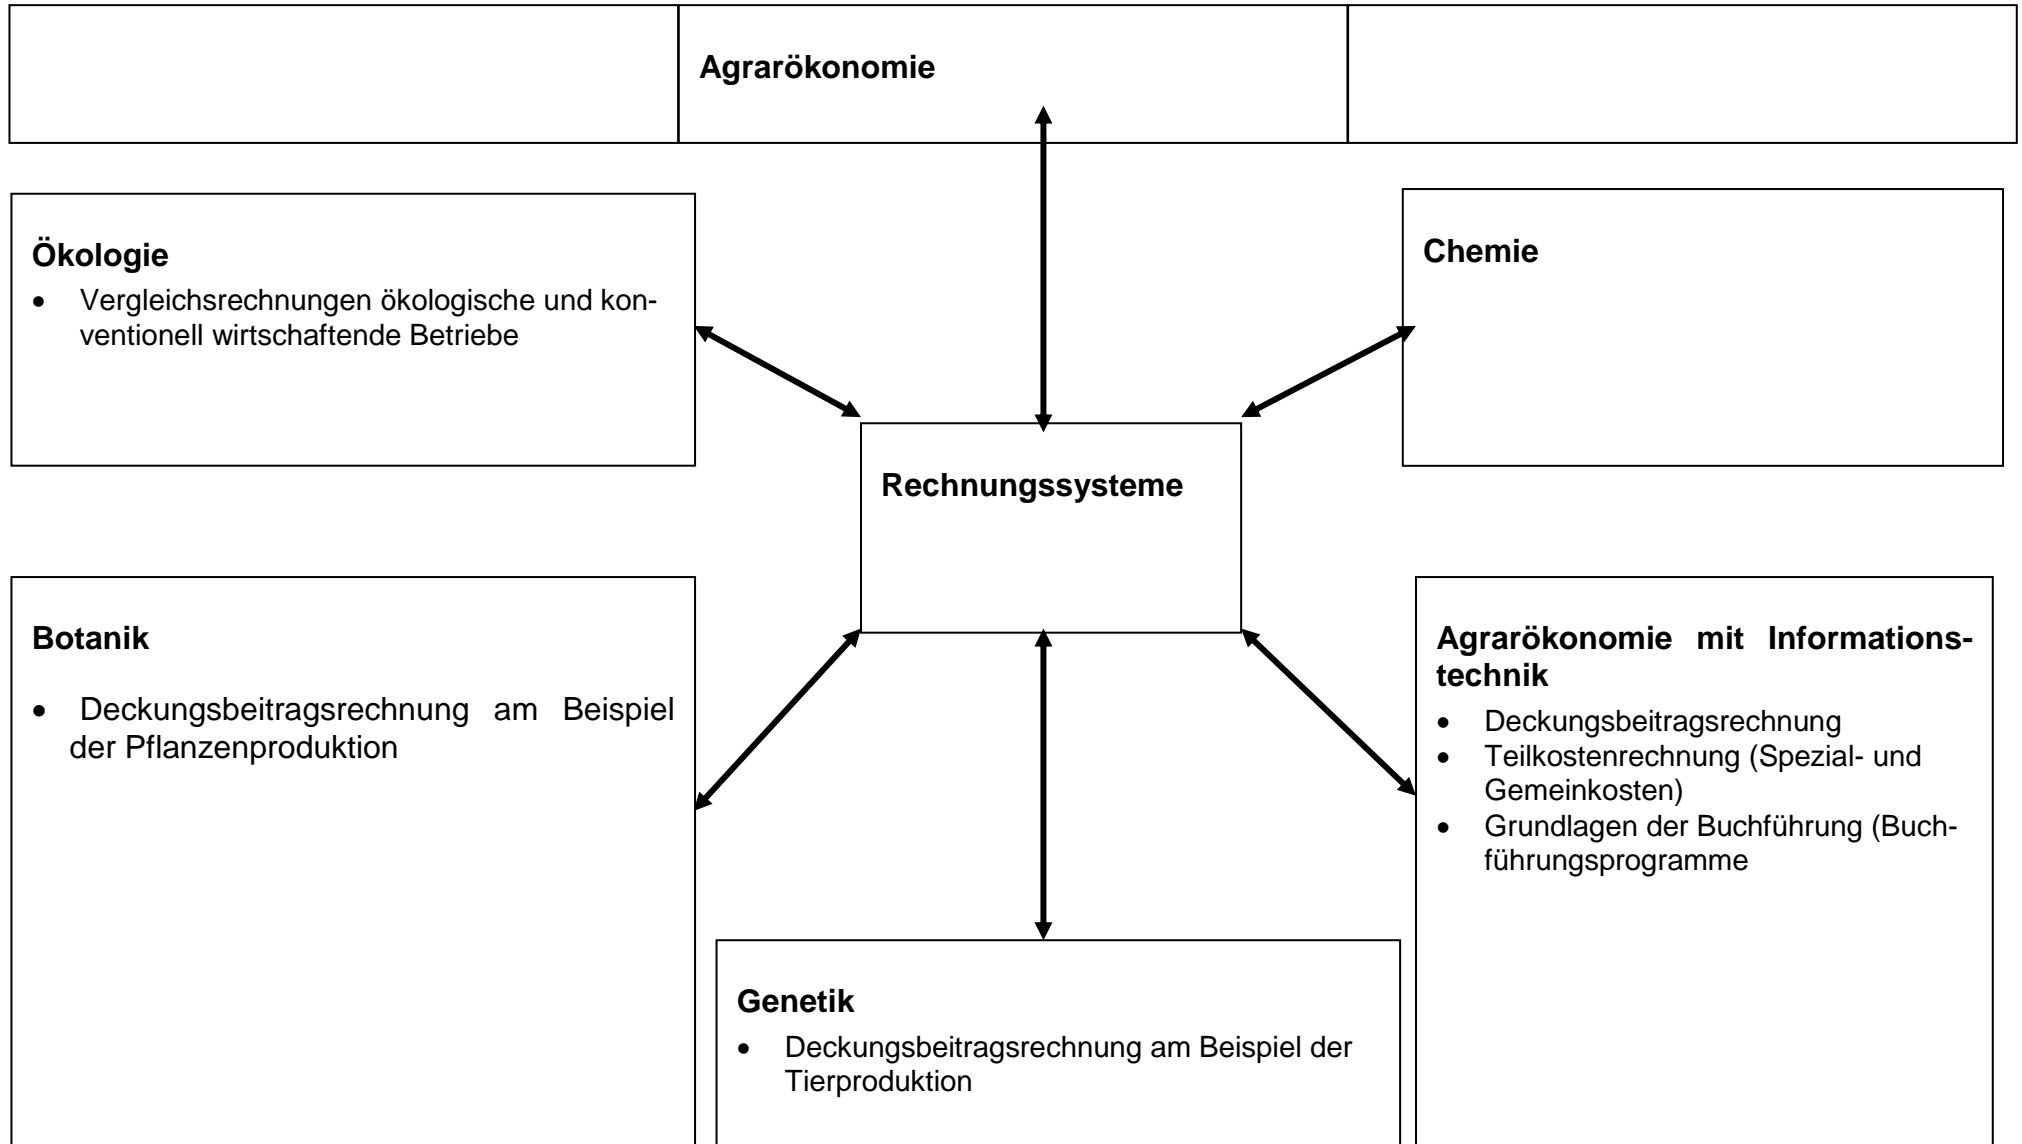 Agrarökonomie
Ökologie
• Vergleichsrechnungen ökologische und kon-
ventionell wirtschaftende Betriebe
Chemie
Rechnungssysteme
Botanik
• Deckungsbeitragsrechnung am Beispiel
der Pflanzenproduktion
Agrarökonomie mit Informations-
technik
• Deckungsbeitragsrechnung
• Teilkostenrechnung (Spezial- und
Gemeinkosten)
• Grundlagen der Buchführung (Buch-
führungsprogramme
Genetik
• Deckungsbeitragsrechnung am Beispiel der
Tierproduktion